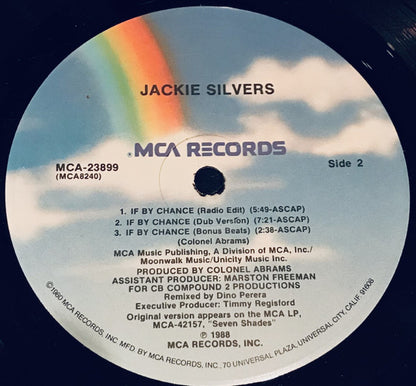 JACKIE SILVERS
MCA RECORDS
MCA-23899
(MCA8240)
Side 2
1. IF BY CHANCE (Radio Edit) (5:49-ASCAP)
2. IF BY CHANCE (Dub Version) (7:21-ASCAP)
3. IF BY CHANCE (Bonus Beats) (2:38-ASCAP)
(Colonel Abrams)
MCA Music Publishing, A Division of MCA, Inc./
Moonwalk Music/Unicity Music Inc.
PRODUCED BY COLONEL ABRAMS
ASSISTANT PRODUCER: MARSTON FREEMAN
FOR CB COMPOUND 2 PRODUCTIONS
Remixed by Dino Perera
Executive Producer: Timmy Regisford
Original version appears on the MCA LP,
MCA-42157, "Seven Shades"
℗ 1988
MCA RECORDS, INC.
©1980 MCA RECORDS, INC. MFD. BY MCA RECORDS, INC., 70 UNIVERSAL PLAZA, UNIVERSAL CITY, CALIF. 91608